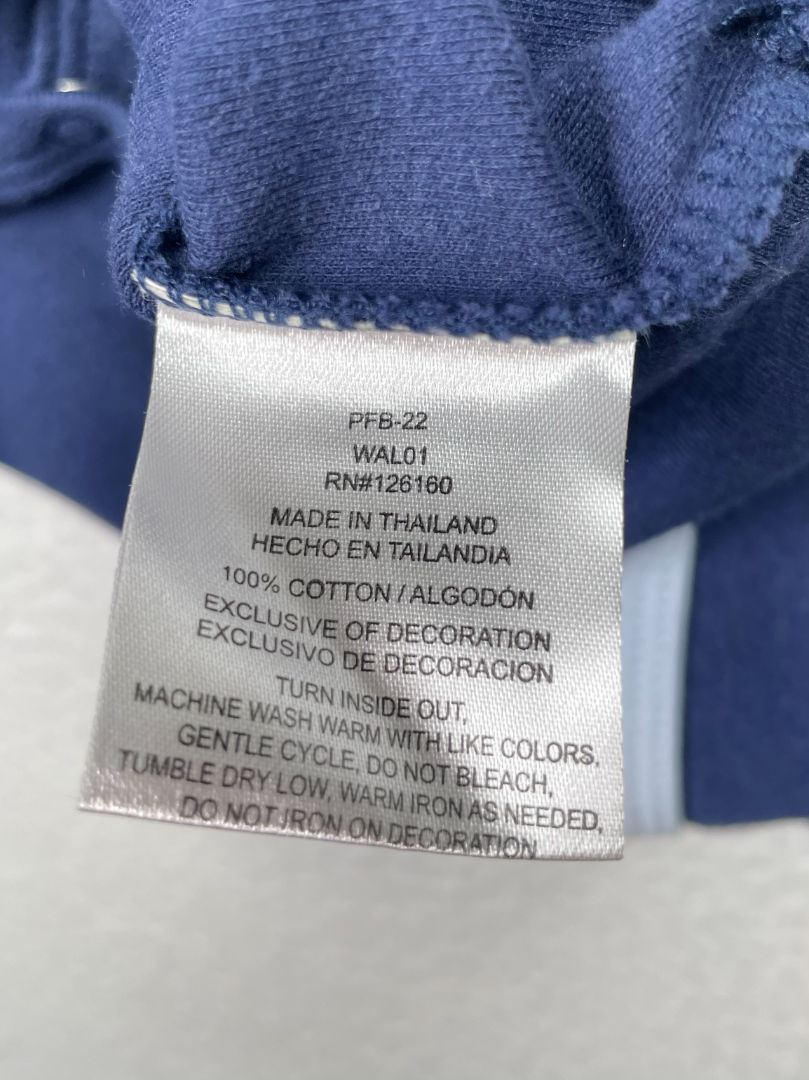 PFB-22
WAL01
RN#126160
MADE IN THAILAND
HECHO EN TAILANDIA
100% COTTON / ALGODÓN
EXCLUSIVE OF DECORATION
EXCLUSIVO DE DECORACION
TURN INSIDE OUT,
MACHINE WASH WARM WITH LIKE COLORS,
GENTLE CYCLE, DO NOT BLEACH,
TUMBLE DRY LOW, WARM IRON AS NEEDED,
DO NOT IRON ON DECORATION